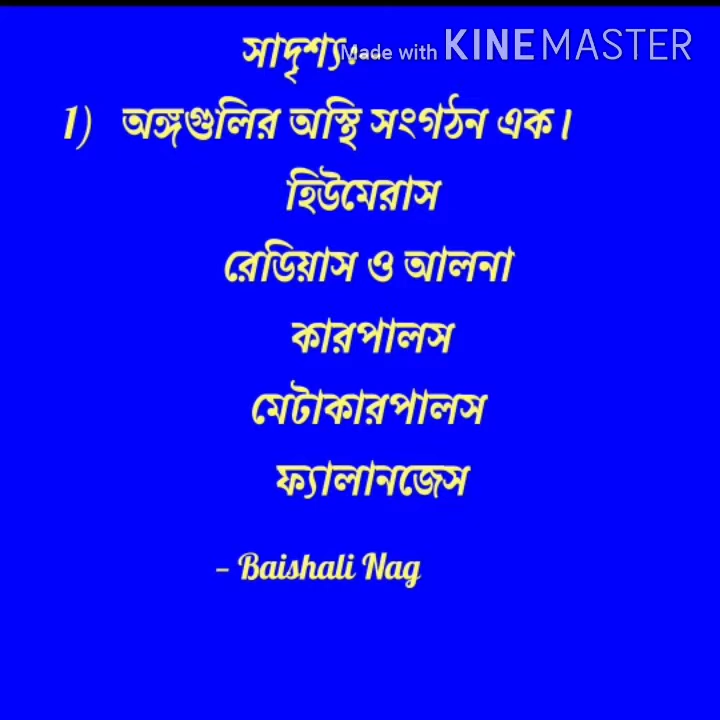 সাদৃশ্যঃ-- Made with KINEMASTER
1) অঙ্গগুলির অস্থি সংগঠন এক।
হিউমেরাস
রেডিয়াস ও আলনা
কারপালস
মেটাকারপালস
ফ্যালানজেস
– Baishali Nag